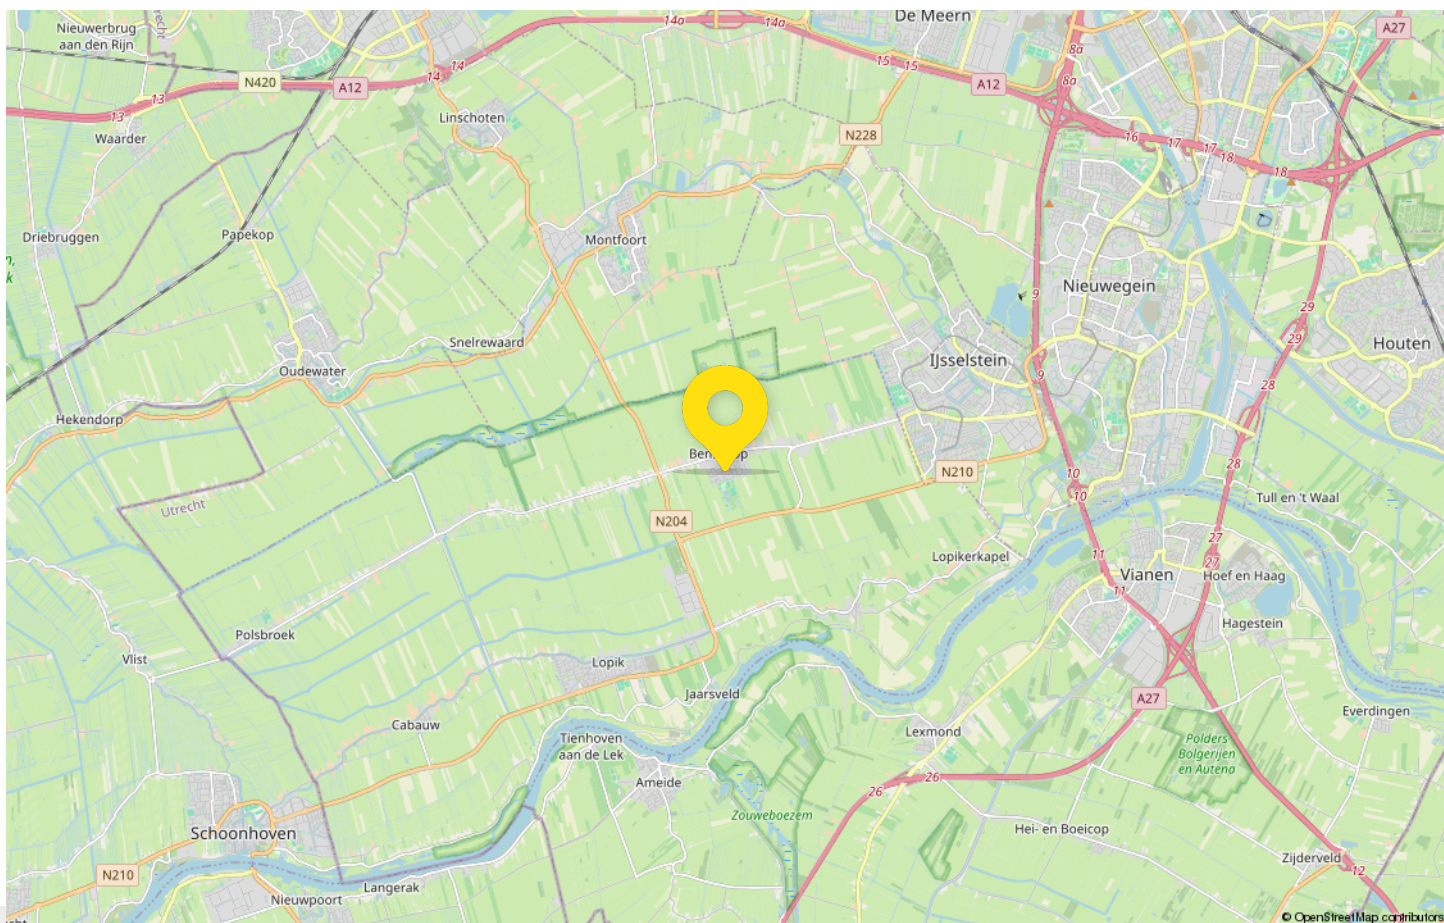 De Meern
14a
14a
A27
Nieuwerbrug
aan den Rijn
8a
14
14
15
15
8a
N420
A12
A12
13
13
Linschoten
N228
16
17
17
18
18
Waarder
Driebruggen
Papekop
Montfoort
Nieuwegein
9
29
29
Houten
Snelrewaard
IJsselstein
Oudewater
9
28
Hekendorp
N210
10
10
28
Tull en 't Waal
Utrecht
N204
Lopikerkapel
11
11
27
27
Vianen
Hoef en Haag
Hagestein
Polsbroek
Vlist
Lopik
Jaarsveld
A27
Everdingen
Cabauw
Lexmond
Tienhoven
aan de Lek
Polders
Bolgerijen
en Autena
Ameide
26
26
Zouweboezem
Schoonhoven
Hei- en Boeicop
Zijderveld
12
N210
Langerak
Nieuwpoort
© OpenStreetMap contributors